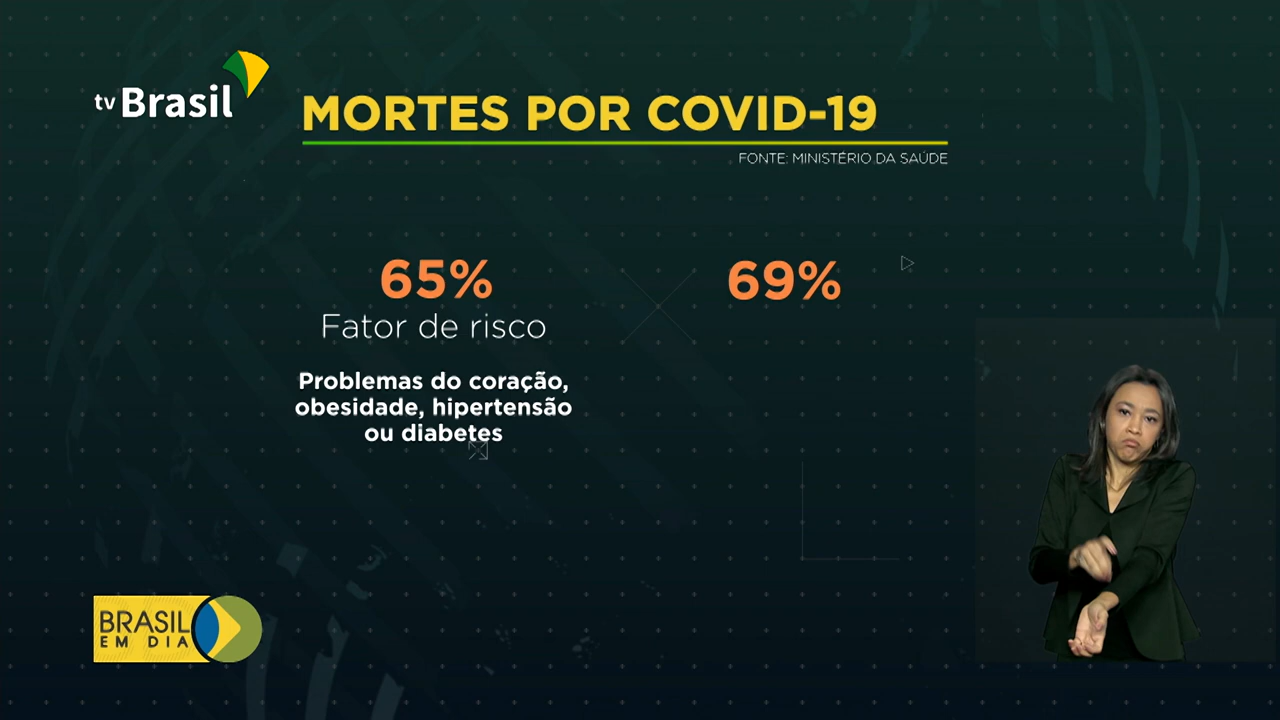 tv Brasil
MORTES POR COVID-19
FONTE: MINISTÉRIO DA SAÚDE
65%
69%
Fator de risco
Problemas do coração,
obesidade, hipertensão
ou diabetes
BRASIL
EM DIA